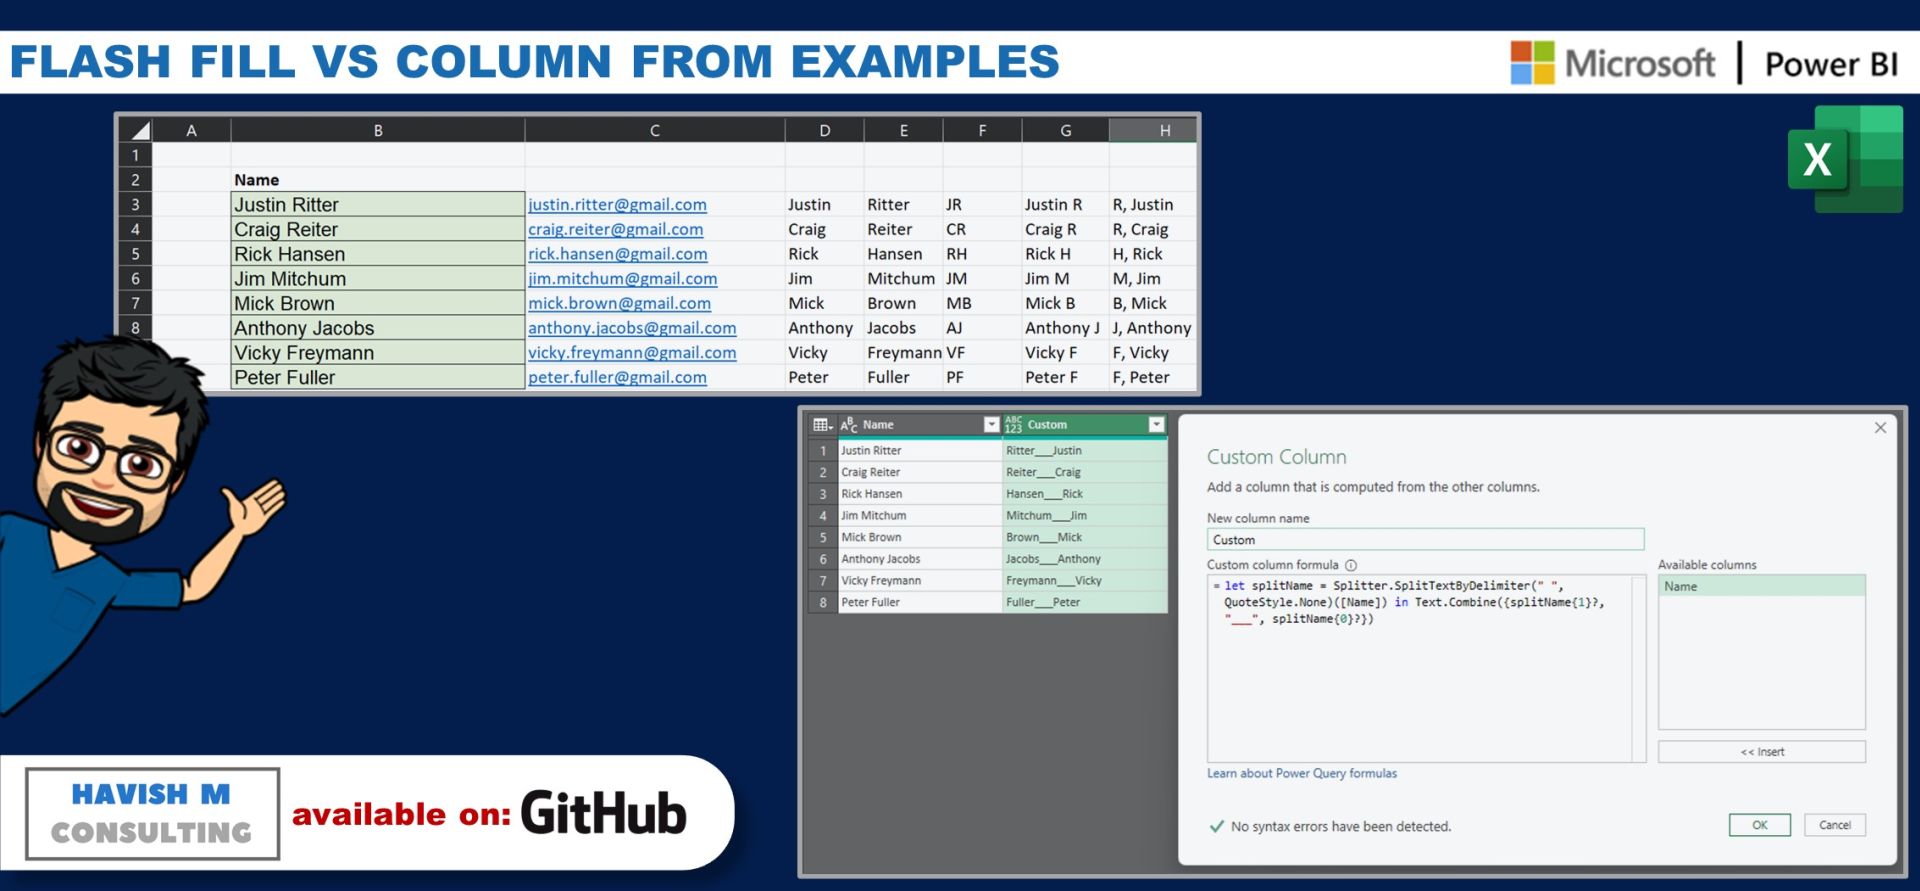 FLASH FILL VS COLUMN FROM EXAMPLES
Microsoft | Power BI
X
A B C D E F G H
1
2 Name
3 Justin Ritter justin.ritter@gmail.com Justin Ritter JR Justin R R, Justin
4 Craig Reiter craig.reiter@gmail.com Craig Reiter CR Craig R R, Craig
5 Rick Hansen rick.hansen@gmail.com Rick Hansen RH Rick H H, Rick
6 Jim Mitchum jim.mitchum@gmail.com Jim Mitchum JM Jim M M, Jim
7 Mick Brown mick.brown@gmail.com Mick Brown MB Mick B B, Mick
8 Anthony Jacobs anthony.jacobs@gmail.com Anthony Jacobs AJ Anthony J J, Anthony
Vicky Freymann vicky.freymann@gmail.com Vicky Freymann VF Vicky F F, Vicky
Peter Fuller peter.fuller@gmail.com Peter Fuller PF Peter F F, Peter
ABC Name ABC 123 Custom
1 Justin Ritter Ritter___Justin
2 Craig Reiter Reiter___Craig
3 Rick Hansen Hansen___Rick
4 Jim Mitchum Mitchum___Jim
5 Mick Brown Brown___Mick
6 Anthony Jacobs Jacobs___Anthony
7 Vicky Freymann Freymann___Vicky
8 Peter Fuller Fuller___Peter
Custom Column
Add a column that is computed from the other columns.
New column name
Custom
Custom column formula
= let splitName = Splitter.SplitTextByDelimiter(" ",
QuoteStyle.None)([Name]) in Text.Combine({splitName{1}?,
"___", splitName{0}?})
Available columns
Name
<< Insert
Learn about Power Query formulas
No syntax errors have been detected.
OK
Cancel
HAVISH M
CONSULTING
available on: GitHub